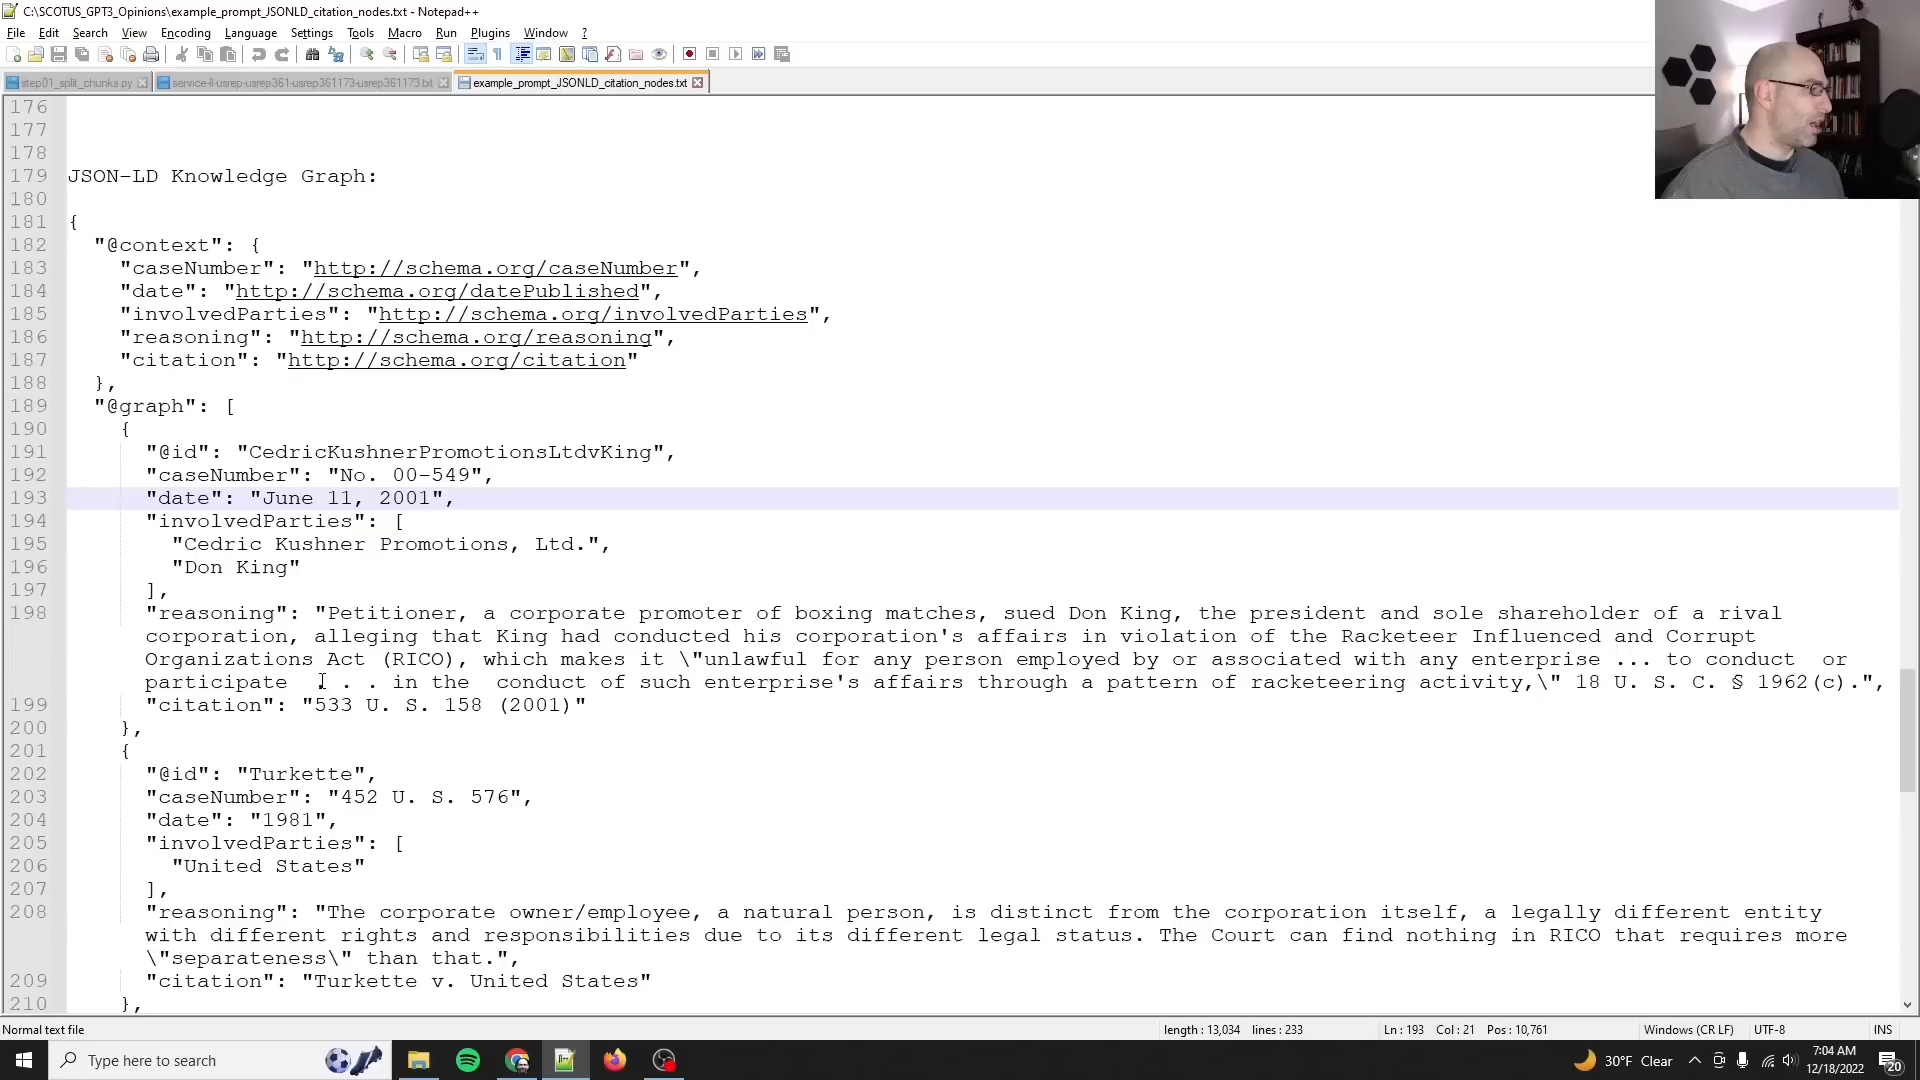 C:\SCOTUS_GPT3_Opinions\example_prompt_JSONLD_citation_nodes.txt - Notepad++
File Edit Search View Encoding Language Settings Tools Macro Run Plugins Window ?
step01_split_chunks.py service-ll-usrep-usrep361-usrep361173-usrep361173.txt example_prompt_JSONLD_citation_nodes.txt
176
177
178
179 JSON-LD Knowledge Graph:
180
181 {
182 "@context": {
183 "caseNumber": "http://schema.org/caseNumber",
184 "date": "http://schema.org/datePublished",
185 "involvedParties": "http://schema.org/involvedParties",
186 "reasoning": "http://schema.org/reasoning",
187 "citation": "http://schema.org/citation"
188 },
189 "@graph": [
190 {
191 "@id": "CedricKushnerPromotionsLtdvKing",
192 "caseNumber": "No. 00-549",
193 "date": "June 11, 2001",
194 "involvedParties": [
195 "Cedric Kushner Promotions, Ltd.",
196 "Don King"
197 ],
198 "reasoning": "Petitioner, a corporate promoter of boxing matches, sued Don King, the president and sole shareholder of a rival
corporation, alleging that King had conducted his corporation's affairs in violation of the Racketeer Influenced and Corrupt
Organizations Act (RICO), which makes it \"unlawful for any person employed by or associated with any enterprise ... to conduct or
participate . . . in the conduct of such enterprise's affairs through a pattern of racketeering activity,\" 18 U. S. C. § 1962(c).",
199 "citation": "533 U. S. 158 (2001)"
200 },
201 {
202 "@id": "Turkette",
203 "caseNumber": "452 U. S. 576",
204 "date": "1981",
205 "involvedParties": [
206 "United States"
207 ],
208 "reasoning": "The corporate owner/employee, a natural person, is distinct from the corporation itself, a legally different entity
with different rights and responsibilities due to its different legal status. The Court can find nothing in RICO that requires more
\"separateness\" than that.",
209 "citation": "Turkette v. United States"
210 },
Normal text file length : 13,034 lines : 233 Ln : 193 Col : 21 Pos : 10,761 Windows (CR LF) UTF-8 INS
Type here to search 30°F Clear 7:04 AM
12/18/2022 20